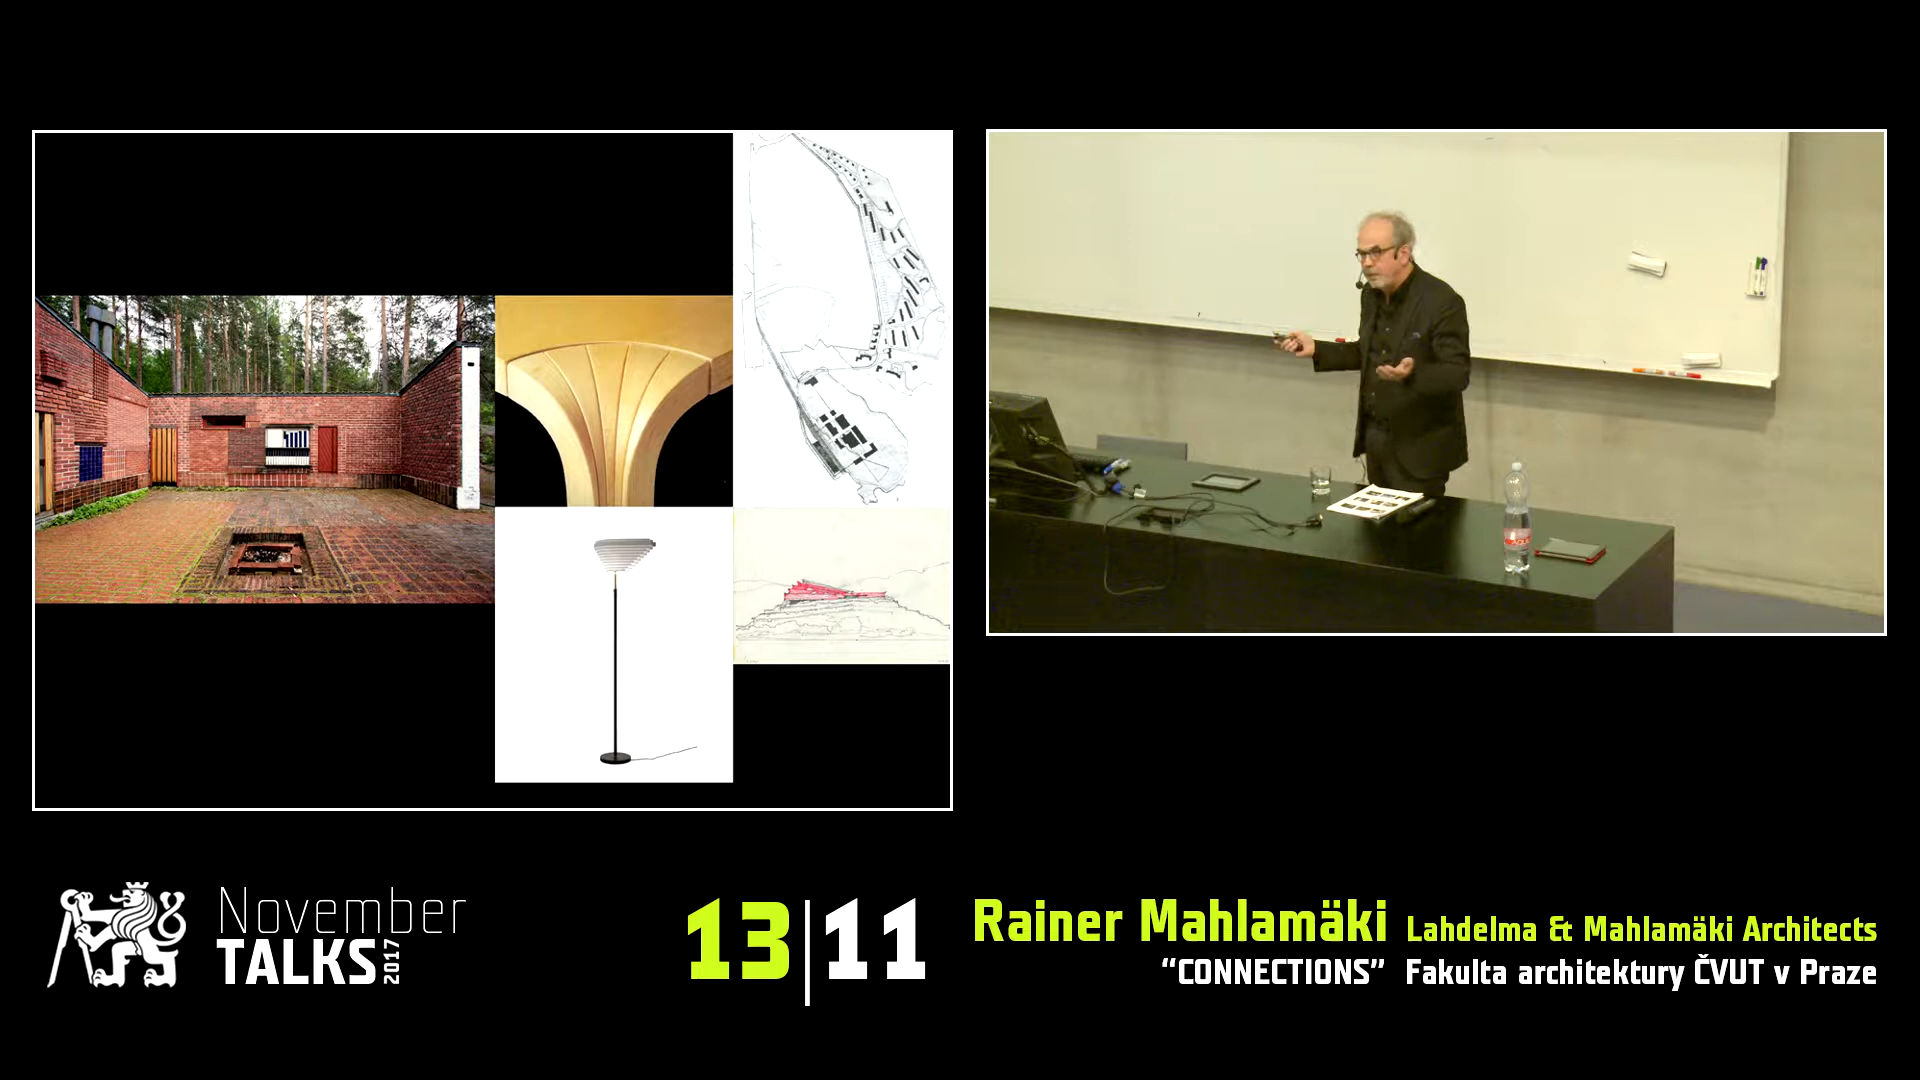 November
TALKS 2017
13|11
Rainer Mahlamäki Lahdelma & Mahlamäki Architects
“CONNECTIONS” Fakulta architektury ČVUT v Praze